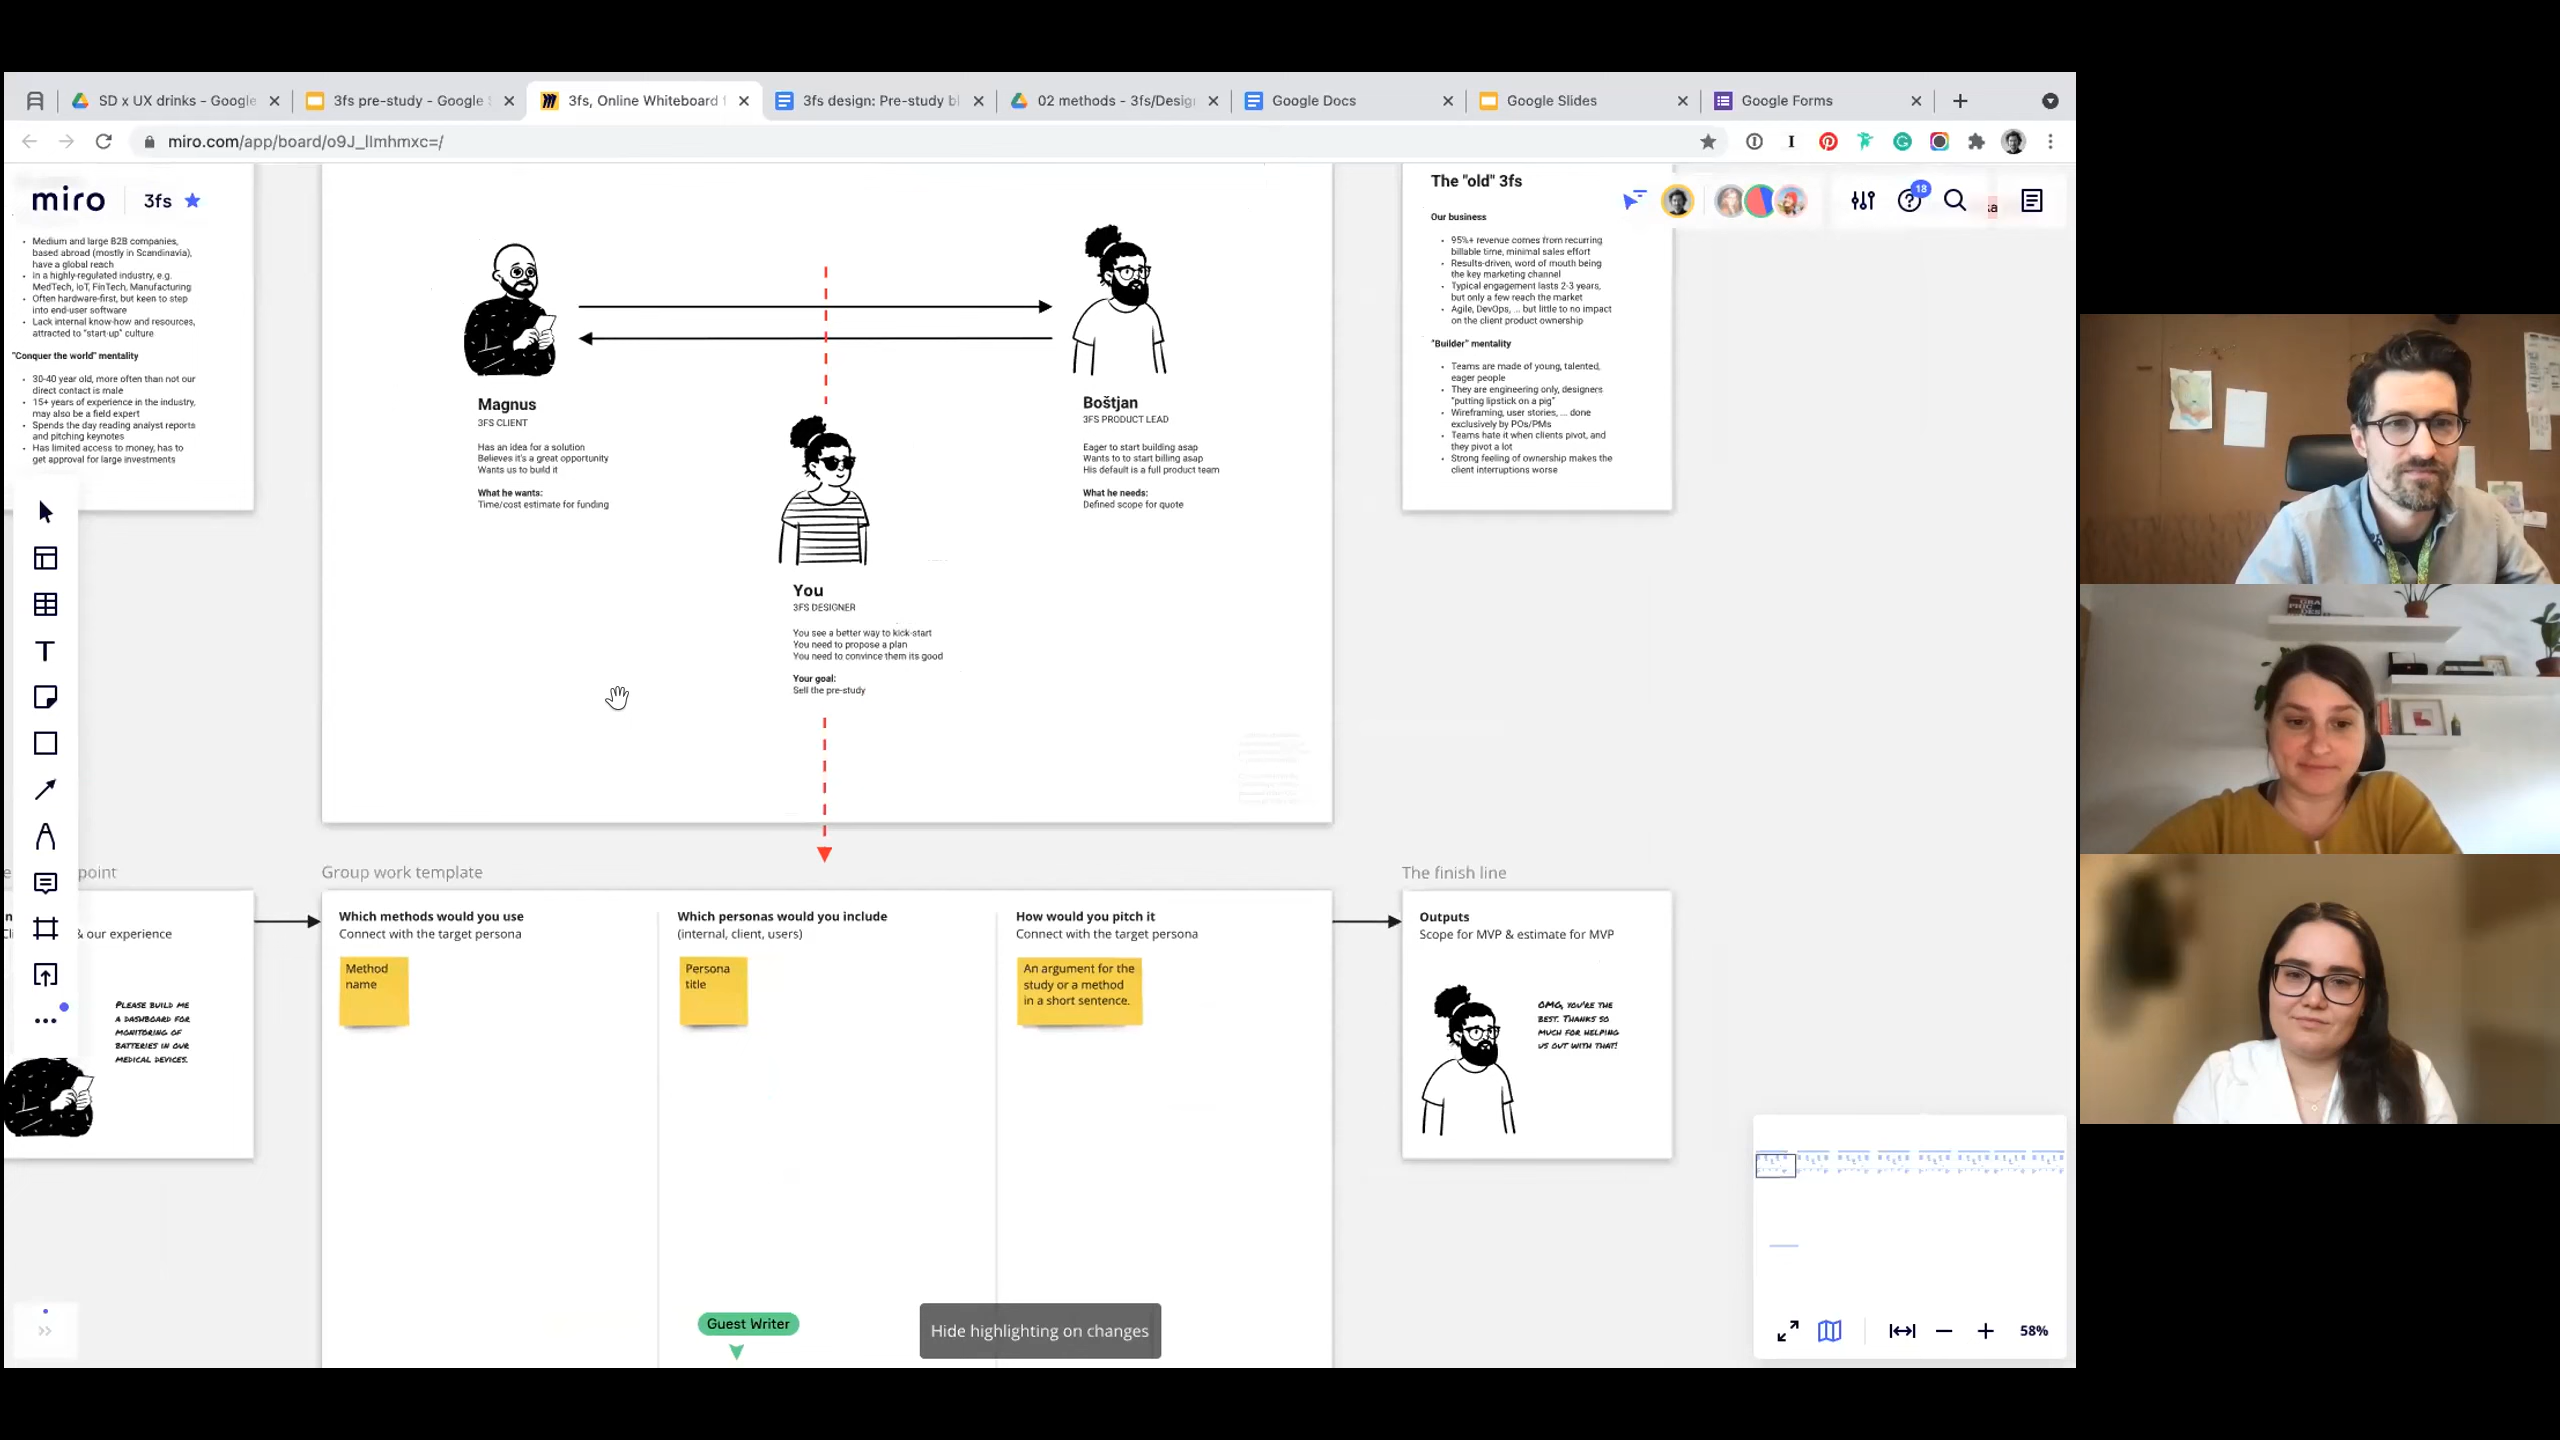 SD x UX drinks - Google
3fs pre-study - Google S
3fs, Online Whiteboard f
3fs design: Pre-study bl
02 methods - 3fs/Design
Google Docs
Google Slides
Google Forms
miro.com/app/board/o9J_lImhmxc=/
miro
3fs
18
Medium and large B2B companies,
based abroad (mostly in Scandinavia),
have a global reach
in a highly-regulated industry, e.g.
MedTech, IoT, FinTech, Manufacturing
Often hardware-first, but keen to step
into end-user software
Lack internal know-how and resources,
attracted to "start-up" culture
"Conquer the world" mentality
30-40 year old, more often than not our
direct contact is male
15+ years of experience in the industry,
may also be a field expert
Spends the day reading analyst reports
and pitching keynotes
Has limited access to money, has to
get approval for large investments
Magnus
3FS CLIENT
Has an idea for a solution
Believes it's a great opportunity
Wants us to build it
What he wants:
Time/cost estimate for funding
Boštjan
3FS PRODUCT LEAD
Eager to start building asap
Wants to to start billing asap
His default is a full product team
What he needs:
Defined scope for quote
You
3FS DESIGNER
You see a better way to kick-start
You need to propose a plan
You need to convince them its good
Your goal:
Sell the pre-study
The "old" 3fs
Our business
95%+ revenue comes from recurring
billable time, minimal sales effort
Results-driven, word of mouth being
the key marketing channel
Typical engagement lasts 2-3 years,
but only a few reach the market
Agile, DevOps, ... but little to no impact
on the client product ownership
"Builder" mentality
Teams are made of young, talented,
eager people
They are engineering only, designers
"putting lipstick on a pig"
Wireframing, user stories, ... done
exclusively by POs/PMs
Teams hate it when clients pivot, and
they pivot a lot
Strong feeling of ownership makes the
client interruptions worse
point
& our experience
PLEASE BUILD ME
A DASHBOARD FOR
MONITORING OF
BATTERIES IN OUR
MEDICAL DEVICES.
Group work template
Which methods would you use
Connect with the target persona
Method
name
Which personas would you include
(internal, client, users)
Persona
title
How would you pitch it
Connect with the target persona
An argument for the
study or a method
in a short sentence.
The finish line
Outputs
Scope for MVP & estimate for MVP
OMG, YOU'RE THE
BEST. THANKS SO
MUCH FOR HELPING
US OUT WITH THAT!
Guest Writer
Hide highlighting on changes
58%